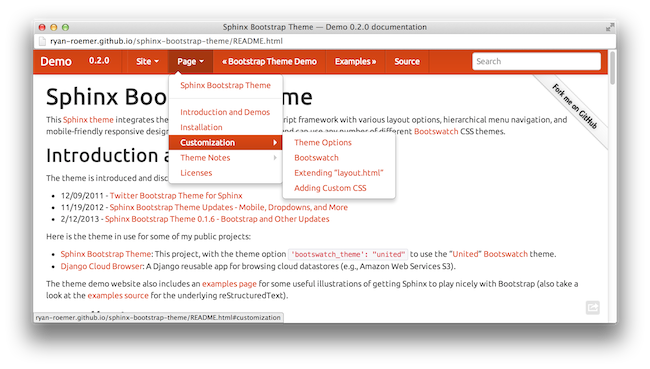 Sphinx Bootstrap Theme — Demo 0.2.0 documentation
ryan-roemer.github.io/sphinx-bootstrap-theme/README.html
Demo 0.2.0 Site Page « Bootstrap Theme Demo Examples » Source Search
Fork me on GitHub
Sphinx Boo me
Sphinx Bootstrap Theme
Introduction and Demos
Installation
Customization
Theme Notes
Licenses
Theme Options
Bootswatch
Extending "layout.html"
Adding Custom CSS
This Sphinx theme integrates the script framework with various layout options, hierarchical menu navigation, and
mobile-friendly responsive design and can use any number of different Bootswatch CSS themes.
Introduction a
The theme is introduced and disc
12/09/2011 - Twitter Bootstrap Theme for Sphinx
11/19/2012 - Sphinx Bootstrap Theme Updates - Mobile, Dropdowns, and More
2/12/2013 - Sphinx Bootstrap Theme 0.1.6 - Bootstrap and Other Updates
Here is the theme in use for some of my public projects:
Sphinx Bootstrap Theme: This project, with the theme option 'bootswatch_theme': "united" to use the "United" Bootswatch theme.
Django Cloud Browser: A Django reusable app for browsing cloud datastores (e.g., Amazon Web Services S3).
The theme demo website also includes an examples page for some useful illustrations of getting Sphinx to play nicely with Bootstrap (also take a
look at the examples source for the underlying reStructuredText).
ryan-roemer.github.io/sphinx-bootstrap-theme/README.html#customization